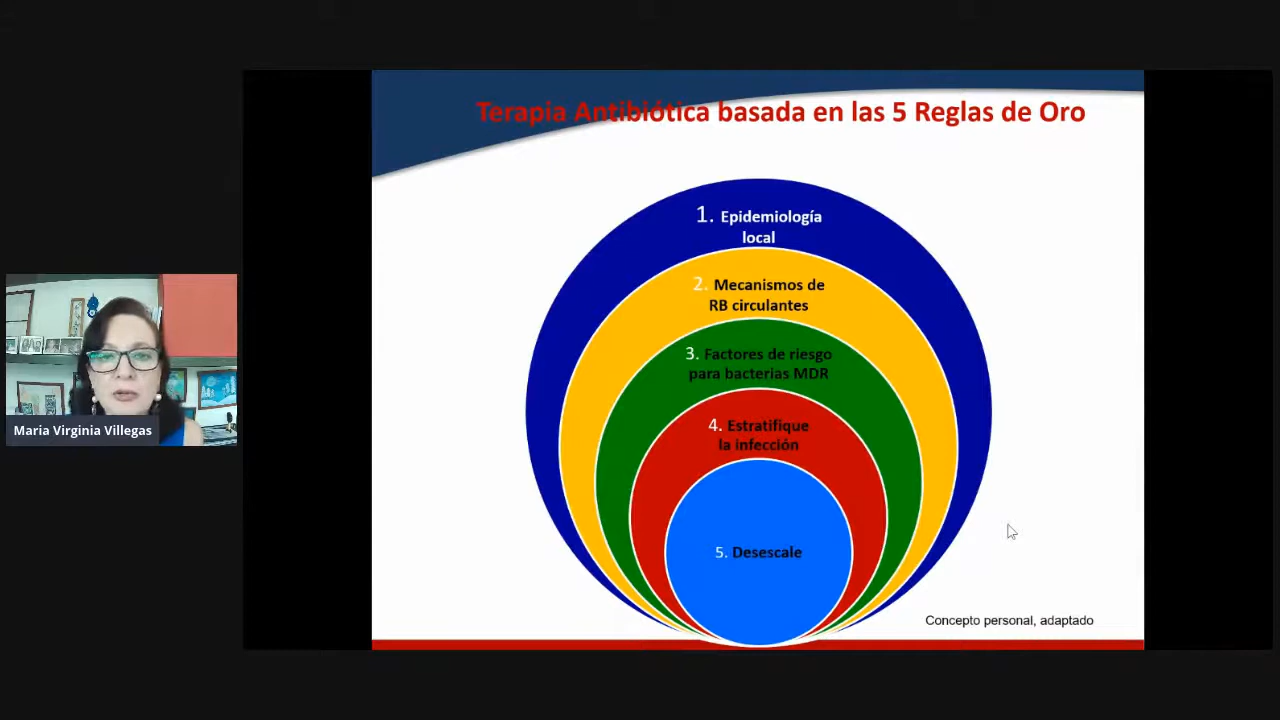 Terapia Antibiótica basada en las 5 Reglas de Oro
1. Epidemiología
local
2. Mecanismos de
RB circulantes
3. Factores de riesgo
para bacterias MDR
4. Estratifique
la infección
5. Desescale
Maria Virginia Villegas
Concepto personal, adaptado